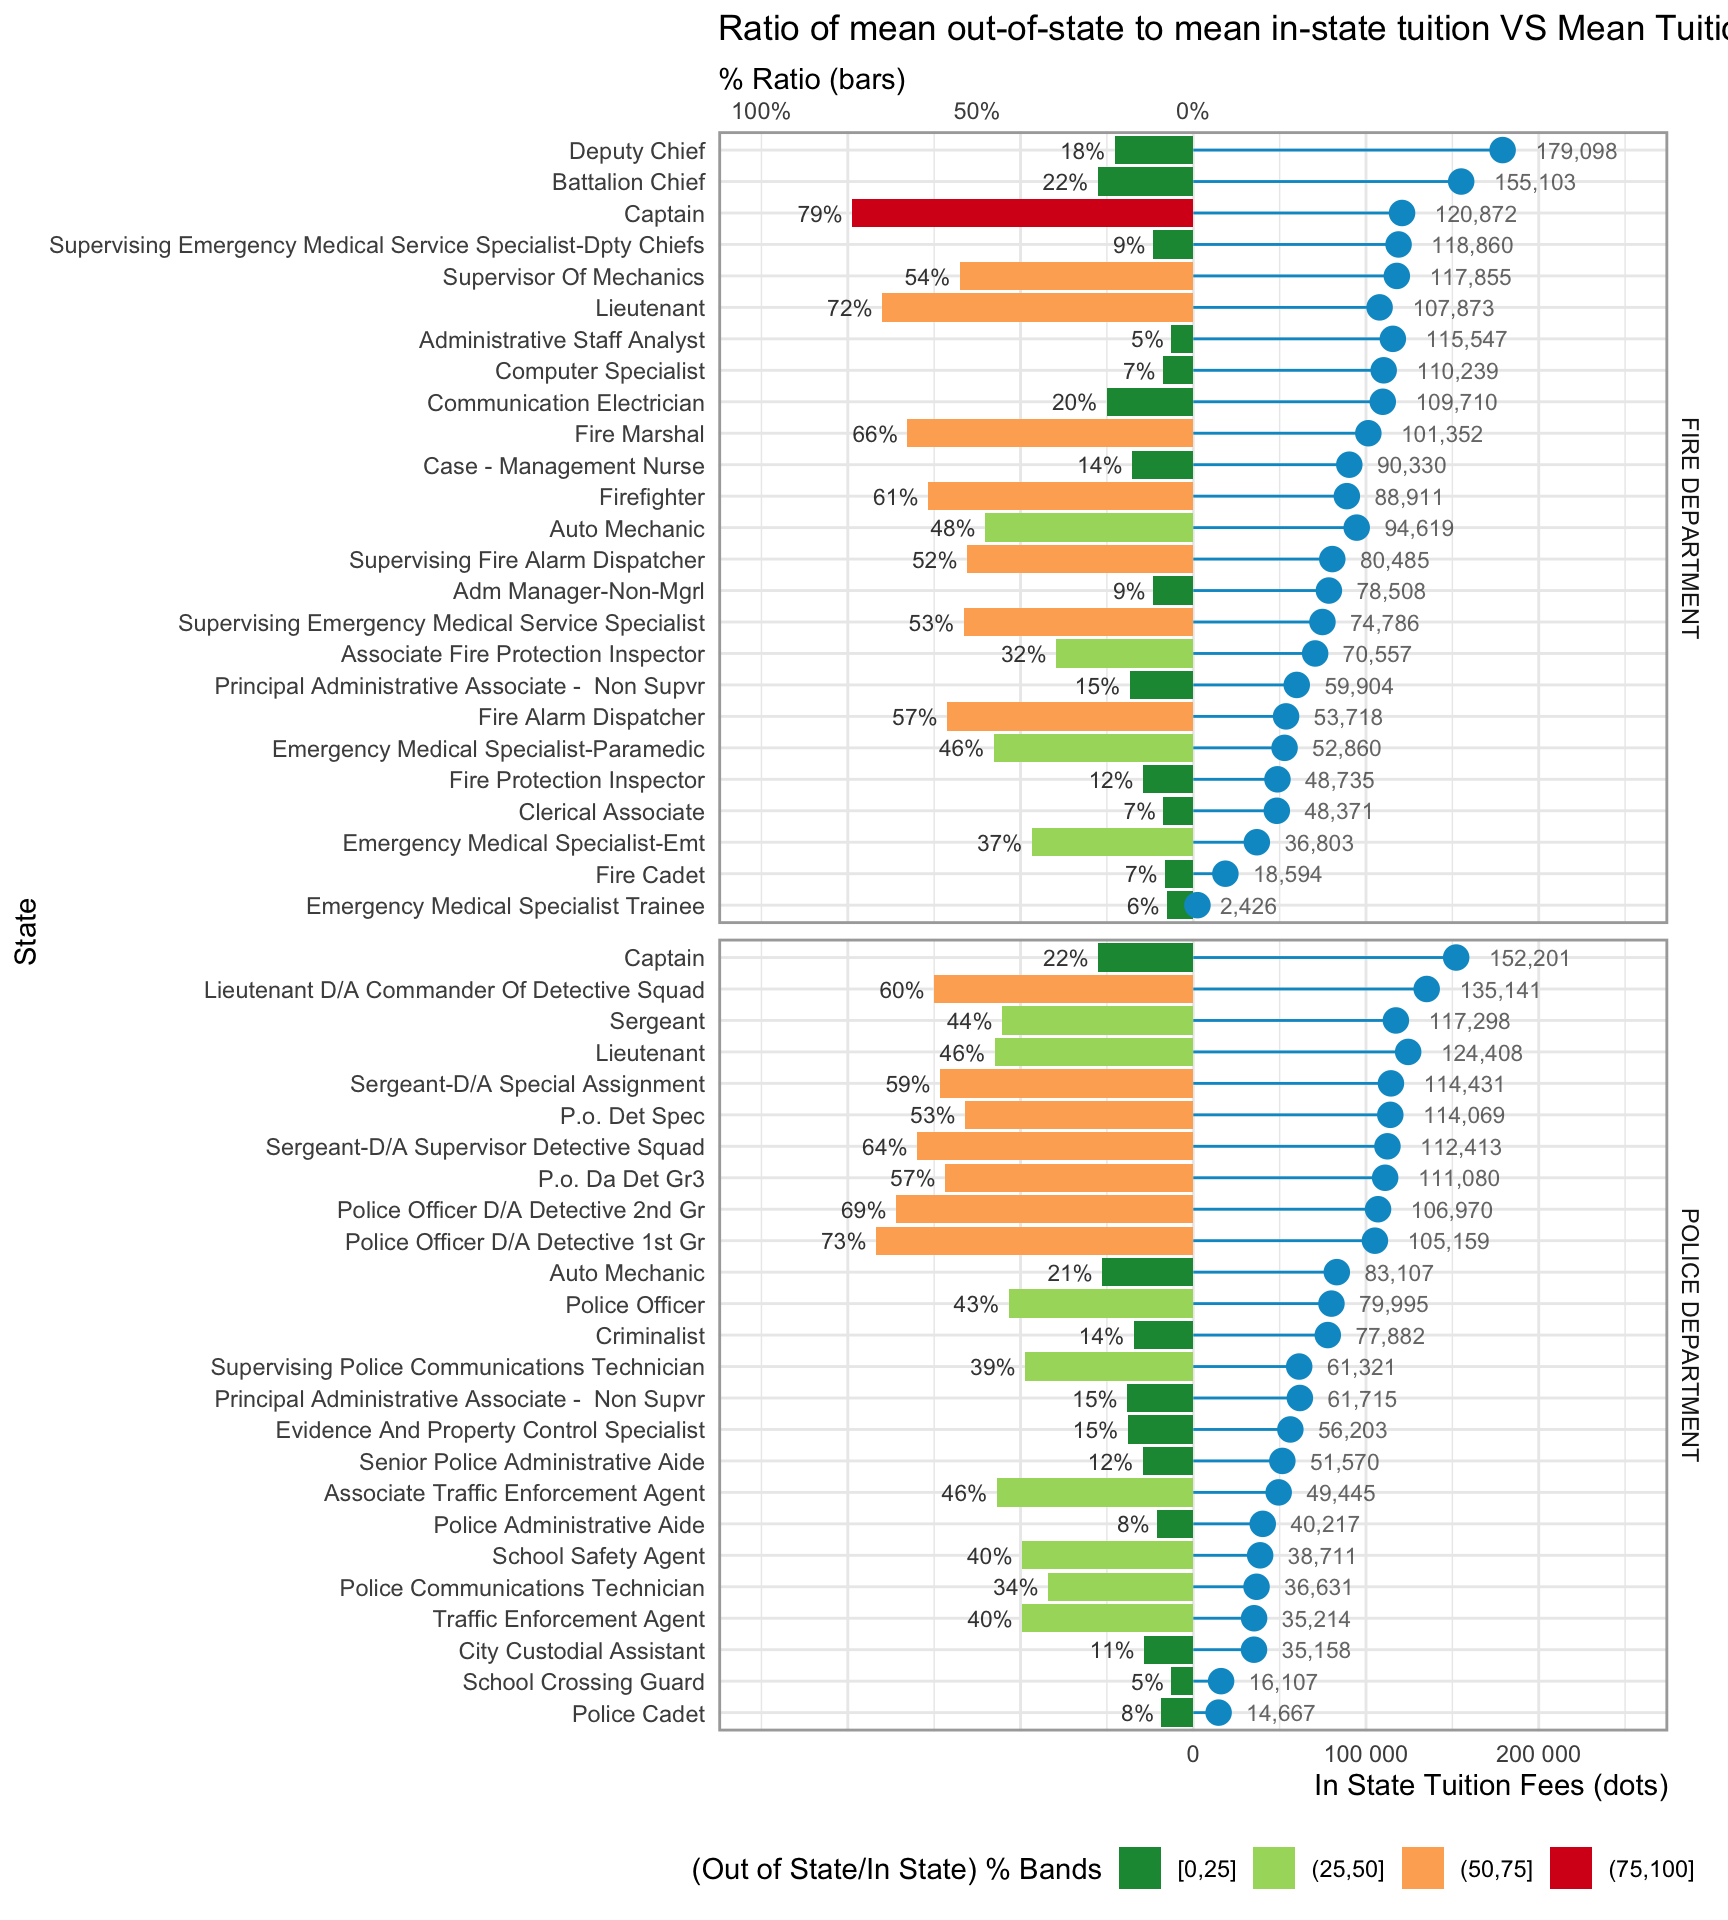 Ratio of mean out-of-state to mean in-state tuition VS Mean
% Ratio (bars)
100% 50% 0%
Deputy Chief 18% 179,098
Battalion Chief 22% 155,103
Captain 79% 120,872
Supervising Emergency Medical Service Specialist-Dpty Chiefs 9% 118,860
Supervisor Of Mechanics 54% 117,855
Lieutenant 72% 107,873
Administrative Staff Analyst 5% 115,547
Computer Specialist 7% 110,239
Communication Electrician 20% 109,710
Fire Marshal 66% 101,352
Case - Management Nurse 14% 90,330
Firefighter 61% 88,911
Auto Mechanic 48% 94,619
Supervising Fire Alarm Dispatcher 52% 80,485
Adm Manager-Non-Mgrl 9% 78,508
Supervising Emergency Medical Service Specialist 53% 74,786
Associate Fire Protection Inspector 32% 70,557
Principal Administrative Associate -  Non Supvr 15% 59,904
Fire Alarm Dispatcher 57% 53,718
Emergency Medical Specialist-Paramedic 46% 52,860
Fire Protection Inspector 12% 48,735
Clerical Associate 7% 48,371
Emergency Medical Specialist-Emt 37% 36,803
Fire Cadet 7% 18,594
Emergency Medical Specialist Trainee 6% 2,426
FIRE DEPARTMENT
State
Captain 22% 152,201
Lieutenant D/A Commander Of Detective Squad 60% 135,141
Sergeant 44% 117,298
Lieutenant 46% 124,408
Sergeant-D/A Special Assignment 59% 114,431
P.o. Det Spec 53% 114,069
Sergeant-D/A Supervisor Detective Squad 64% 112,413
P.o. Da Det Gr3 57% 111,080
Police Officer D/A Detective 2nd Gr 69% 106,970
Police Officer D/A Detective 1st Gr 73% 105,159
Auto Mechanic 21% 83,107
Police Officer 43% 79,995
Criminalist 14% 77,882
Supervising Police Communications Technician 39% 61,321
Principal Administrative Associate -  Non Supvr 15% 61,715
Evidence And Property Control Specialist 15% 56,203
Senior Police Administrative Aide 12% 51,570
Associate Traffic Enforcement Agent 46% 49,445
Police Administrative Aide 8% 40,217
School Safety Agent 40% 38,711
Police Communications Technician 34% 36,631
Traffic Enforcement Agent 40% 35,214
City Custodial Assistant 11% 35,158
School Crossing Guard 5% 16,107
Police Cadet 8% 14,667
POLICE DEPARTMENT
0 100 000 200 000
In State Tuition Fees (dots)
(Out of State/In State) % Bands [0,25] (25,50] (50,75] (75,100]